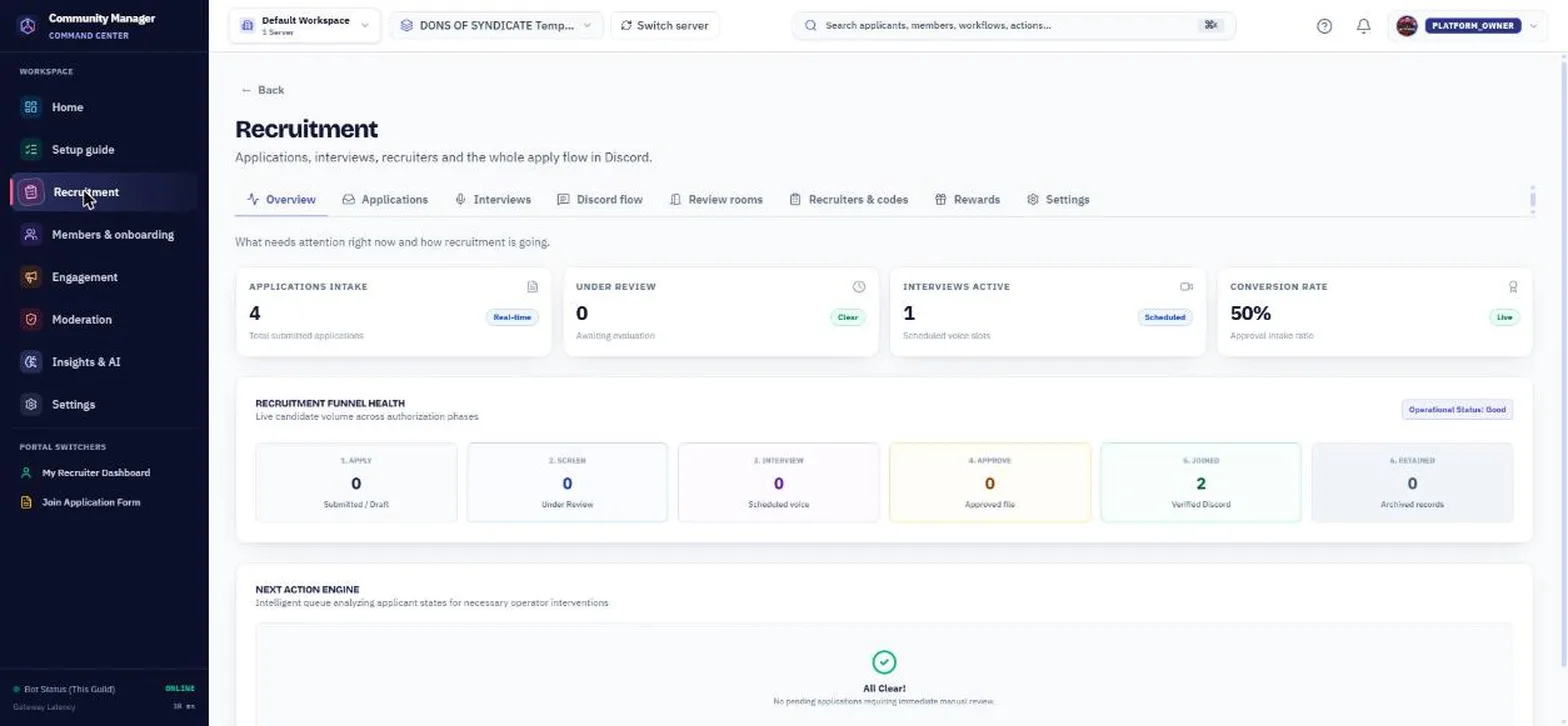 Community Manager
COMMAND CENTER
WORKSPACE
Home
Setup guide
Recruitment
Members & onboarding
Engagement
Moderation
Insights & AI
Settings
PORTAL SWITCHERS
My Recruiter Dashboard
Join Application Form
Bot Status (This Guild) ONLINE
Gateway Latency 38 ms
Default Workspace
1 Server
DONS OF SYNDICATE Temp...
Switch server
Search applicants, members, workflows, actions...
⌘K
PLATFORM_OWNER
← Back
Recruitment
Applications, interviews, recruiters and the whole apply flow in Discord.
Overview Applications Interviews Discord flow Review rooms Recruiters & codes Rewards Settings
What needs attention right now and how recruitment is going.
APPLICATIONS INTAKE
4
Real-time
Total submitted applications
UNDER REVIEW
0
Clear
Awaiting evaluation
INTERVIEWS ACTIVE
1
Scheduled
Scheduled voice slots
CONVERSION RATE
50%
Live
Approval intake ratio
RECRUITMENT FUNNEL HEALTH
Live candidate volume across authorization phases
Operational Status: Good
1. APPLY
0
Submitted / Draft
2. SCREEN
0
Under Review
3. INTERVIEW
0
Scheduled voice
4. APPROVE
0
Approved file
5. JOINED
2
Verified Discord
6. RETAINED
0
Archived records
NEXT ACTION ENGINE
Intelligent queue analyzing applicant states for necessary operator interventions
All Clear!
No pending applications requiring immediate manual review.